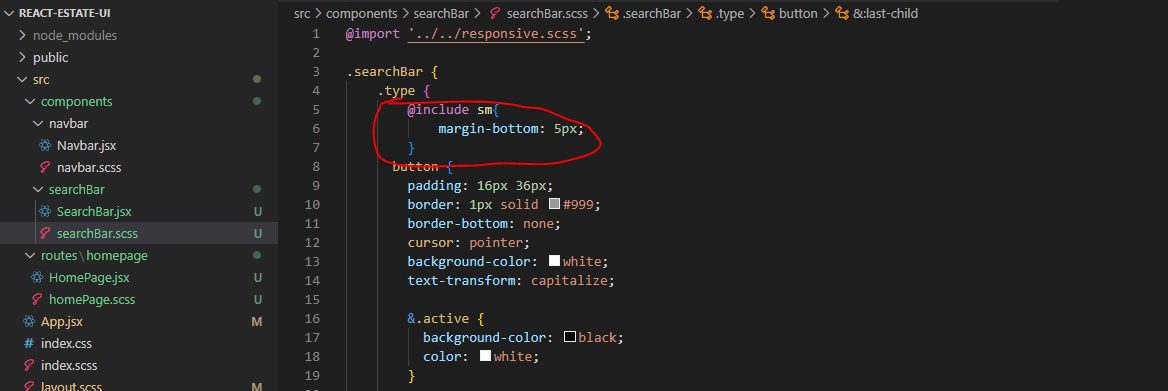 REACT-ESTATE-UI
node_modules
public
src
components
navbar
Navbar.jsx
navbar.scss
searchBar
SearchBar.jsx U
searchBar.scss U
routes\homepage
HomePage.jsx U
homePage.scss U
App.jsx M
index.css
index.scss
layout.scss M
src > components > searchBar > searchBar.scss > .searchBar > .type > button > &:last-child
1 @import '../../responsive.scss';
2
3 .searchBar {
4 .type {
5 @include sm{
6 margin-bottom: 5px;
7 }
8 button {
9 padding: 16px 36px;
10 border: 1px solid #999;
11 border-bottom: none;
12 cursor: pointer;
13 background-color: white;
14 text-transform: capitalize;
15
16 &.active {
17 background-color: black;
18 color: white;
19 }